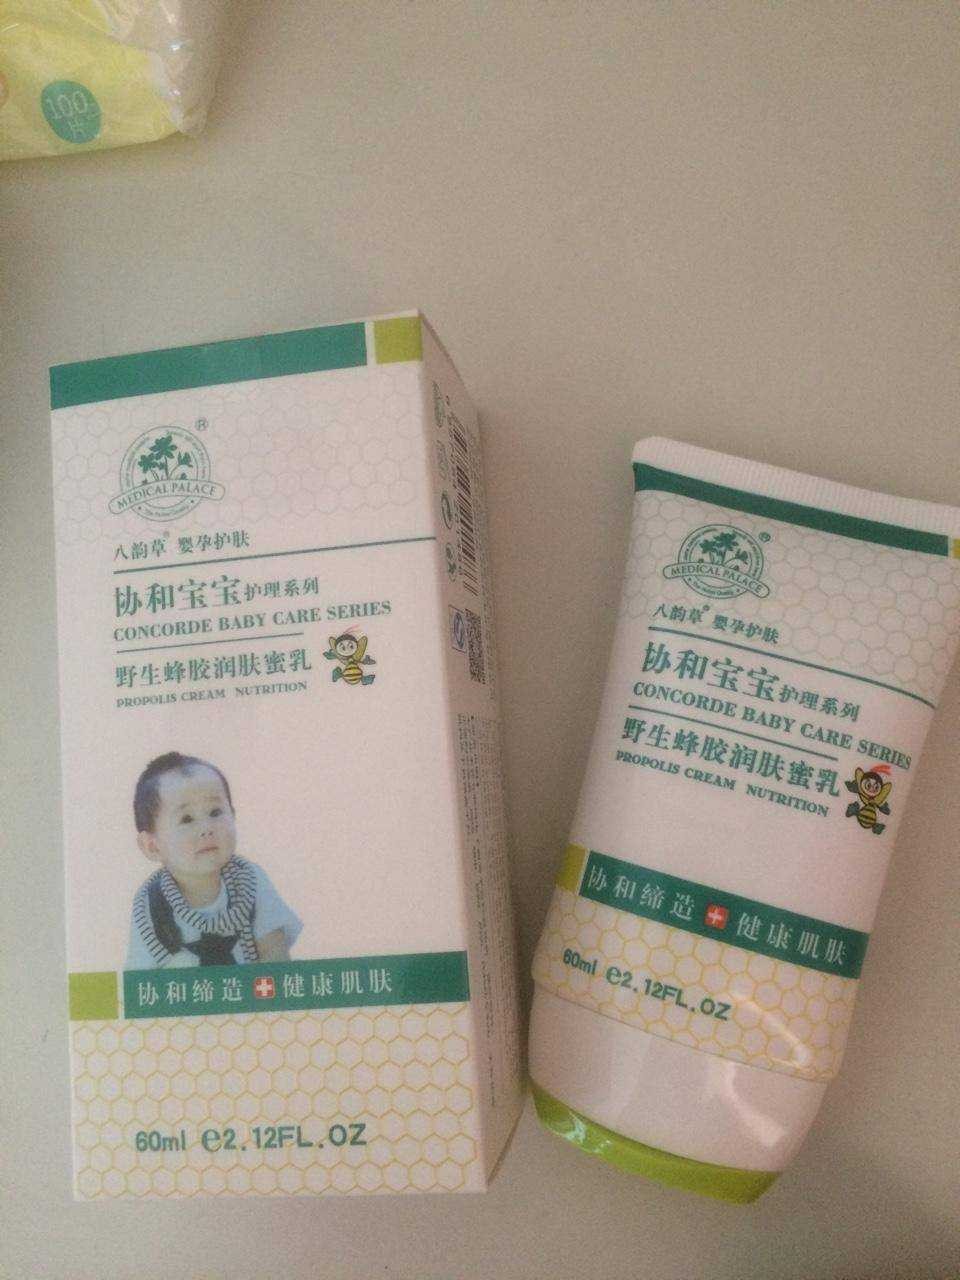 100
片
®
MEDICAL PALACE
八韵草® 婴孕护肤
协和宝宝护理系列
CONCORDE BABY CARE SERIES
野生蜂胶润肤蜜乳
PROPOLIS CREAM NUTRITION
协和缔造 健康肌肤
60ml e2.12FL.OZ
®
MEDICAL PALACE
八韵草® 婴孕护肤
协和宝宝护理系列
CONCORDE BABY CARE SERIES
野生蜂胶润肤蜜乳
PROPOLIS CREAM NUTRITION
协和缔造 健康肌肤
60ml e2.12FL.OZ